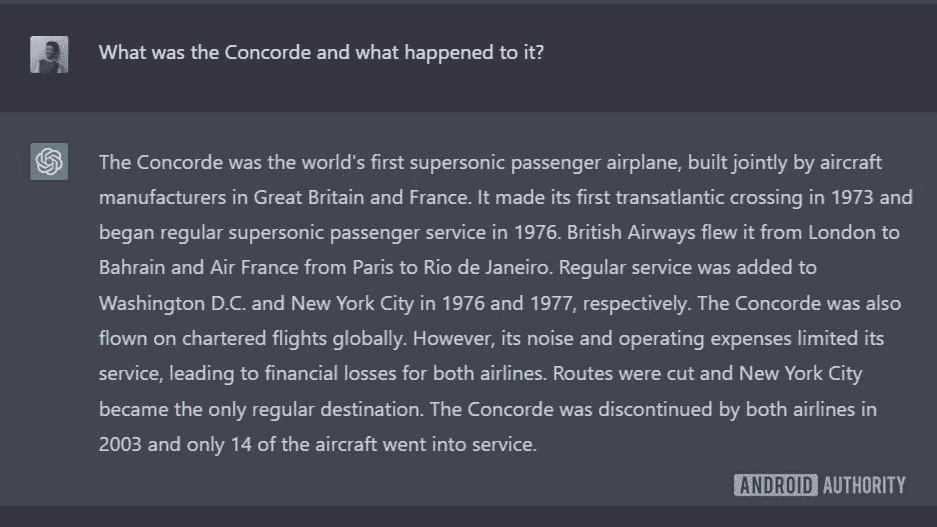 What was the Concorde and what happened to it?
The Concorde was the world's first supersonic passenger airplane, built jointly by aircraft
manufacturers in Great Britain and France. It made its first transatlantic crossing in 1973 and
began regular supersonic passenger service in 1976. British Airways flew it from London to
Bahrain and Air France from Paris to Rio de Janeiro. Regular service was added to
Washington D.C. and New York City in 1976 and 1977, respectively. The Concorde was also
flown on chartered flights globally. However, its noise and operating expenses limited its
service, leading to financial losses for both airlines. Routes were cut and New York City
became the only regular destination. The Concorde was discontinued by both airlines in
2003 and only 14 of the aircraft went into service.
ANDROID AUTHORITY